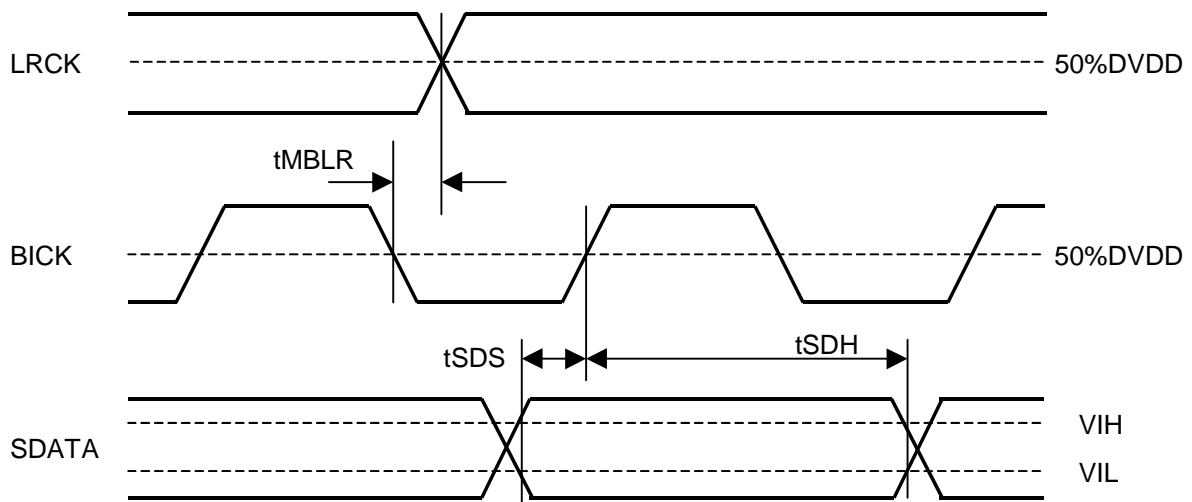 LRCK
50%DVDD
tMBLR
BICK
50%DVDD
tSDS
tSDH
SDATA
VIH
VIL